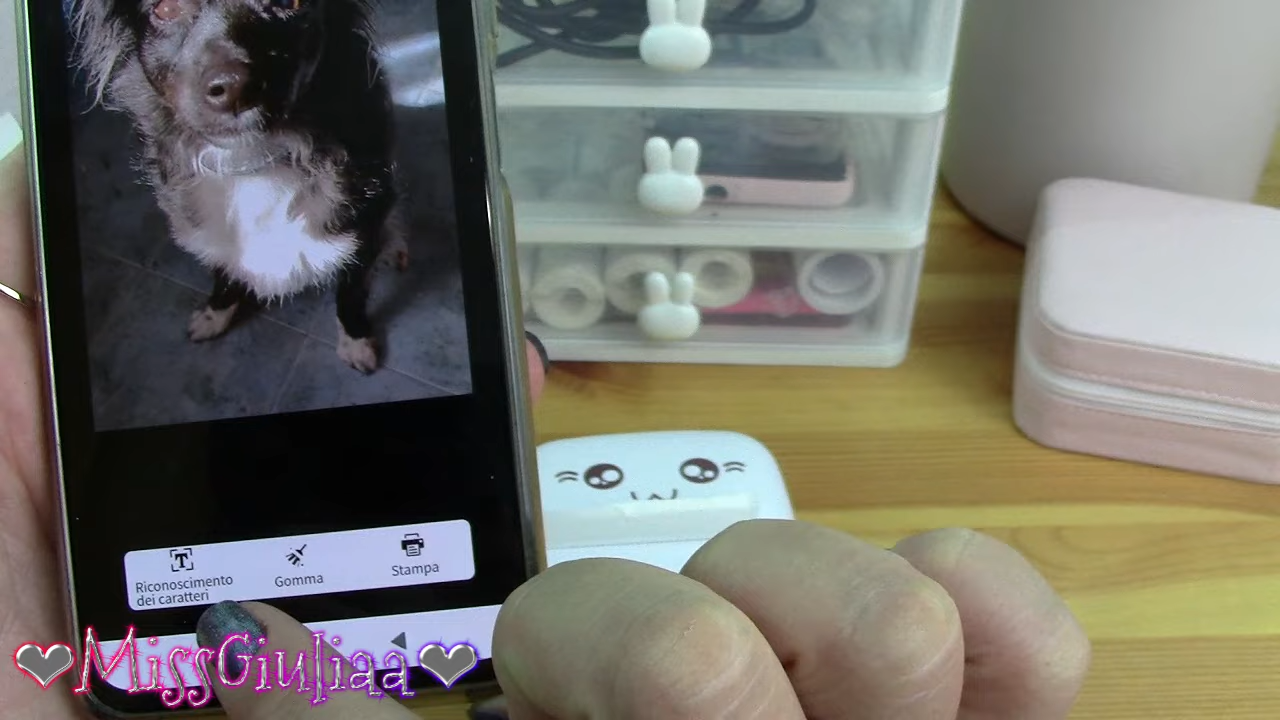 Riconoscimento
dei caratteri
Gomma
Stampa
MissGiuliaa